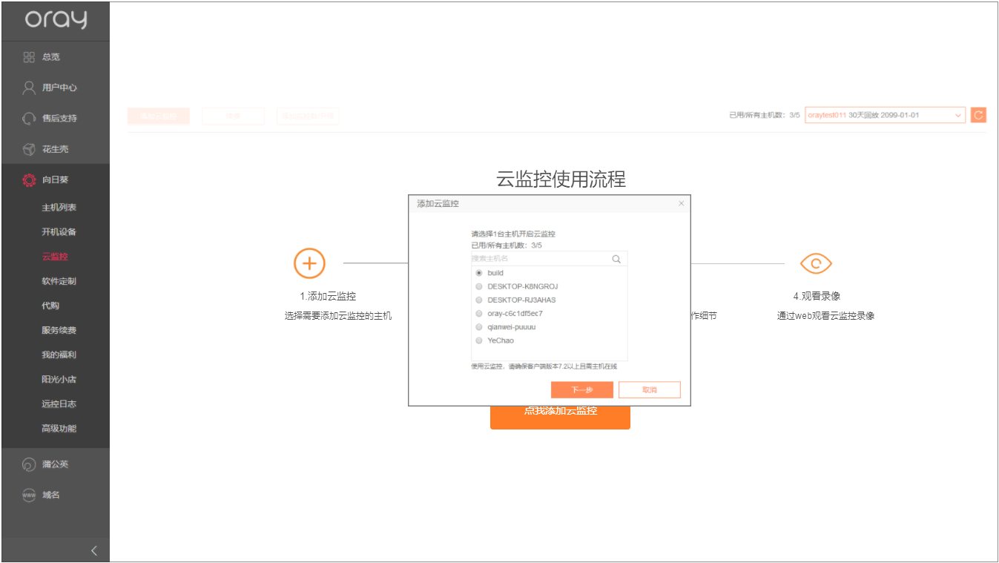 oray
总览
用户中心
售后支持
花生壳
向日葵
主机列表
开机设备
云监控
软件定制
代购
服务续费
我的福利
阳光小店
远控日志
高级功能
蒲公英
www 域名
添加云监控
已用/所有主机数：3/5 oraytest011 30天回放 2099-01-01
云监控使用流程
添加云监控
请选择1台主机开启云监控
已用/所有主机数：3/5
搜索主机名
build
DESKTOP-K8NGROJ
DESKTOP-RJ3AHAS
oray-c6c1df5ec7
qianwei-puuuu
YeChao
使用云监控，请确保客户端版本7.2以上且需主机在线
下一步 取消
1.添加云监控
选择需要添加云监控的主机
作细节
4.观看录像
通过web观看云监控录像
点我添加云监控